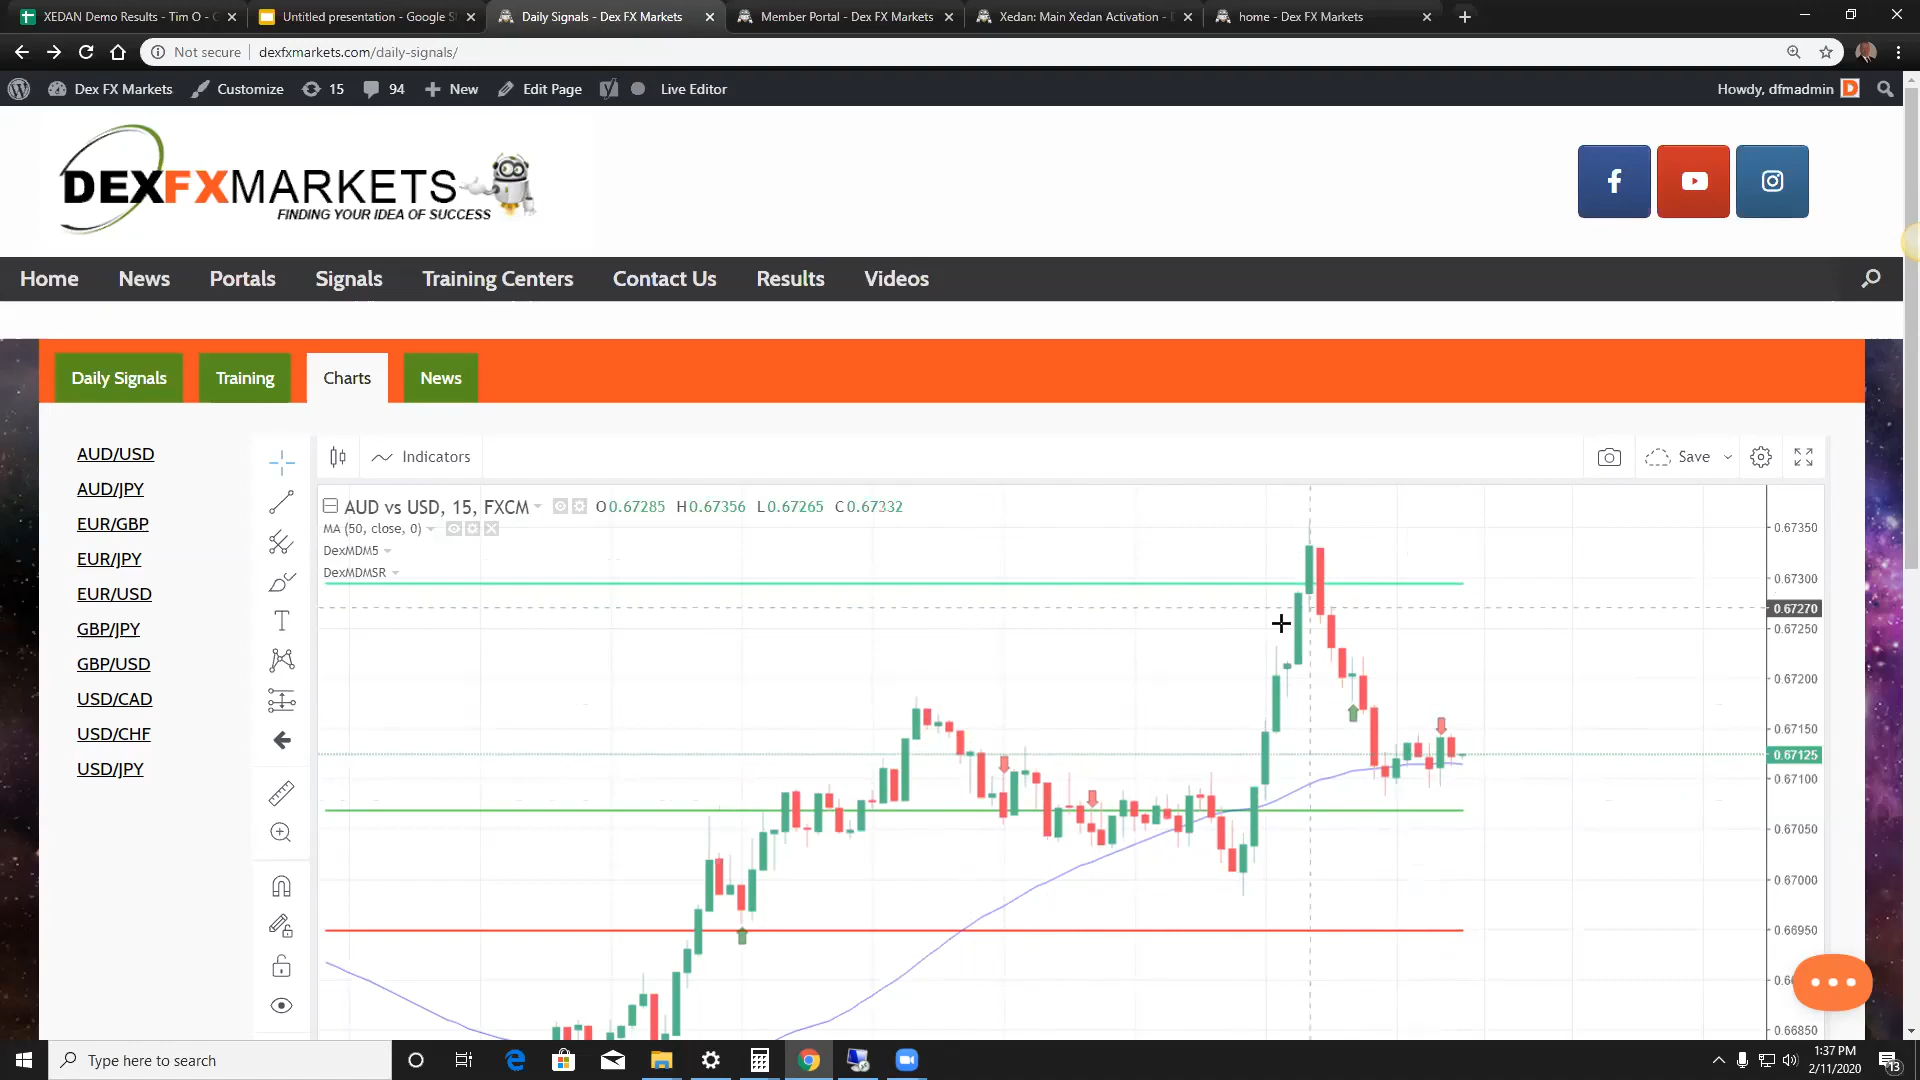 XEDAN Demo Results - Tim O - G
Untitled presentation - Google Sl
Daily Signals - Dex FX Markets
Member Portal - Dex FX Markets
Xedan: Main Xedan Activation -
home - Dex FX Markets
Not secure
dexfxmarkets.com/daily-signals/
Dex FX Markets
Customize
15
94
New
Edit Page
Live Editor
Howdy, dfmadmin
DEXFXMARKETS
FINDING YOUR IDEA OF SUCCESS
Home
News
Portals
Signals
Training Centers
Contact Us
Results
Videos
Daily Signals
Training
Charts
News
AUD/USD
AUD/JPY
EUR/GBP
EUR/JPY
EUR/USD
GBP/JPY
GBP/USD
USD/CAD
USD/CHF
USD/JPY
Indicators
Save
AUD vs USD, 15, FXCM
O0.67285 H0.67356 L0.67265 C0.67332
MA (50, close, 0)
DexMDM5
DexMDMSR
0.67350
0.67300
0.67270
0.67250
0.67200
0.67150
0.67125
0.67100
0.67050
0.67000
0.66950
0.66850
Type here to search
1:37 PM
2/11/2020
13